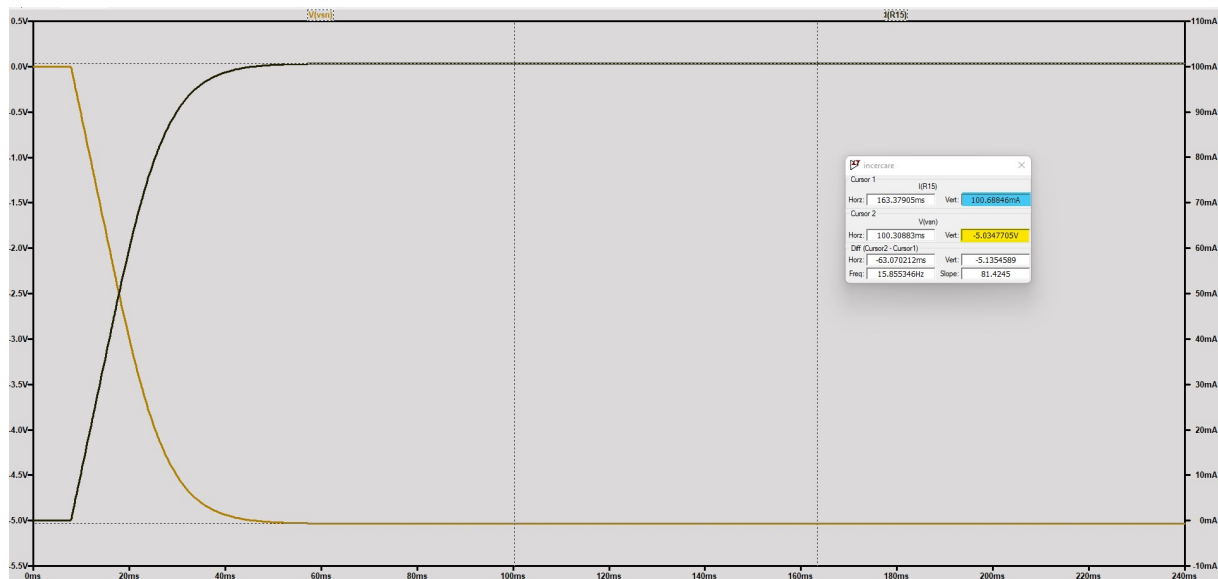 V(vsn) I(R15)
0.5V 110mA
0.0V 100mA
-0.5V 90mA
-1.0V 80mA
-1.5V 70mA
-2.0V 60mA
-2.5V 50mA
-3.0V 40mA
-3.5V 30mA
-4.0V 20mA
-4.5V 10mA
-5.0V 0mA
-5.5V -10mA
0ms 20ms 40ms 60ms 80ms 100ms 120ms 140ms 160ms 180ms 200ms 220ms 240ms
incercare
Cursor 1
I(R15)
Horz: 163.37905ms Vert: 100.68846mA
Cursor 2
V(vsn)
Horz: 100.30883ms Vert: -5.0347705V
Diff (Cursor2 - Cursor1)
Horz: -63.070212ms Vert: -5.1354589
Freq: 15.855346Hz Slope: 81.4245